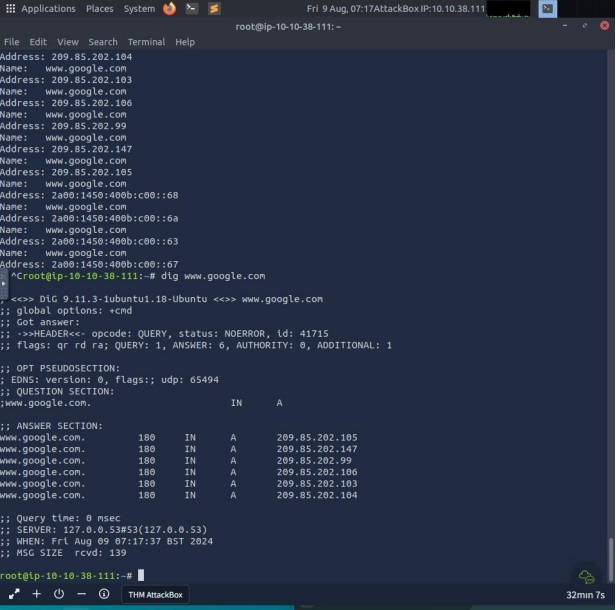 Applications Places System Fri 9 Aug, 07:17 AttackBox IP:10.10.38.111
root@ip-10-10-38-111: ~
File Edit View Search Terminal Help
Address: 209.85.202.104
Name: www.google.com
Address: 209.85.202.103
Name: www.google.com
Address: 209.85.202.106
Name: www.google.com
Address: 209.85.202.99
Name: www.google.com
Address: 209.85.202.147
Name: www.google.com
Address: 209.85.202.105
Name: www.google.com
Address: 2a00:1450:400b:c00::68
Name: www.google.com
Address: 2a00:1450:400b:c00::6a
Name: www.google.com
Address: 2a00:1450:400b:c00::63
Name: www.google.com
Address: 2a00:1450:400b:c00::67
> ^Croot@ip-10-10-38-111:~# dig www.google.com
; <<>> DiG 9.11.3-1ubuntu1.18-Ubuntu <<>> www.google.com
;; global options: +cmd
;; Got answer:
;; ->>HEADER<<- opcode: QUERY, status: NOERROR, id: 41715
;; flags: qr rd ra; QUERY: 1, ANSWER: 6, AUTHORITY: 0, ADDITIONAL: 1
;; OPT PSEUDOSECTION:
; EDNS: version: 0, flags:; udp: 65494
;; QUESTION SECTION:
;www.google.com. IN A
;; ANSWER SECTION:
www.google.com. 180 IN A 209.85.202.105
www.google.com. 180 IN A 209.85.202.147
www.google.com. 180 IN A 209.85.202.99
www.google.com. 180 IN A 209.85.202.106
www.google.com. 180 IN A 209.85.202.103
www.google.com. 180 IN A 209.85.202.104
;; Query time: 0 msec
;; SERVER: 127.0.0.53#53(127.0.0.53)
;; WHEN: Fri Aug 09 07:17:37 BST 2024
;; MSG SIZE rcvd: 139
root@ip-10-10-38-111:~#
THM AttackBox
32min 7s